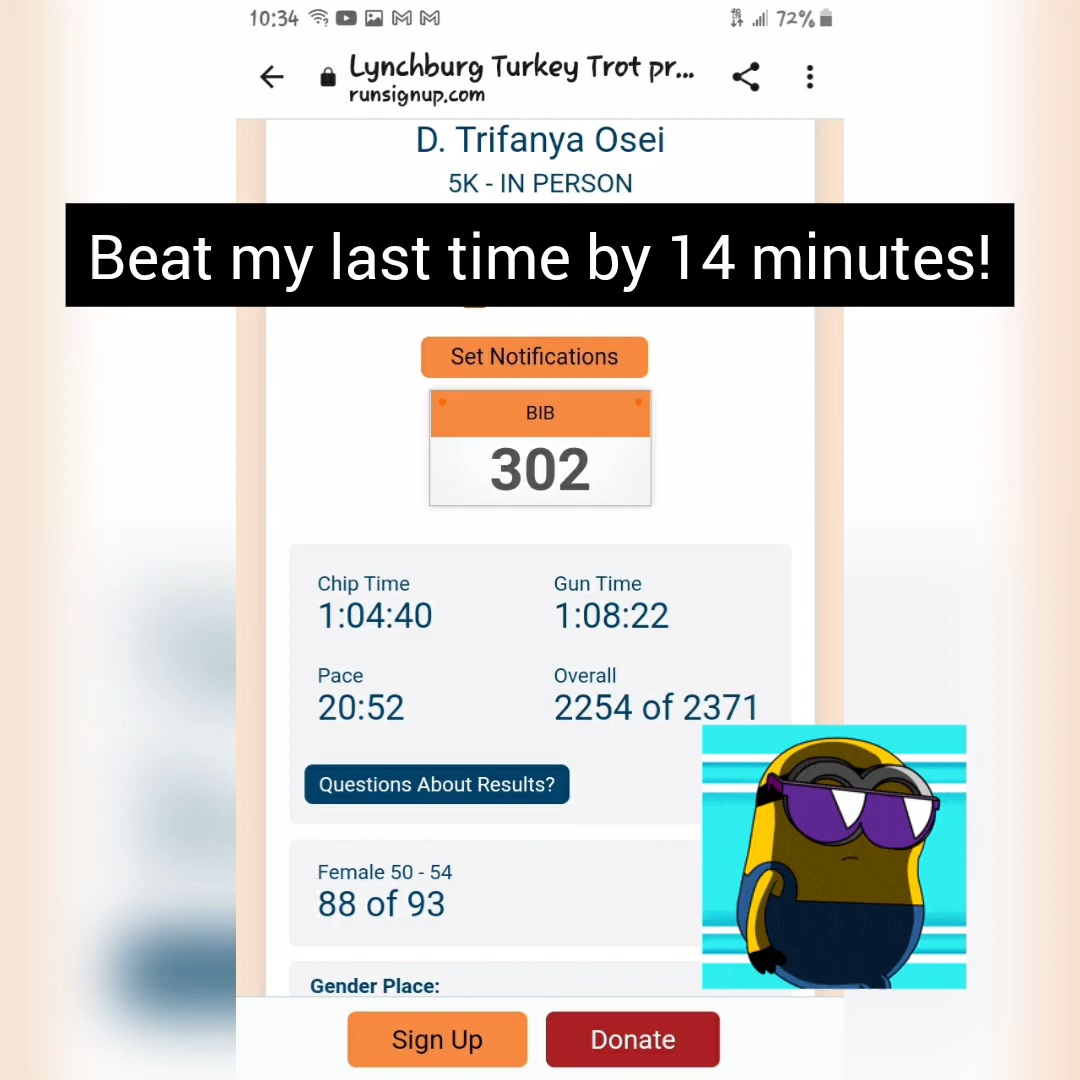 10:34
72%
Lynchburg Turkey Trot pr...
runsignup.com
D. Trifanya Osei
5K - IN PERSON
Beat my last time by 14 minutes!
Set Notifications
BIB
302
Chip Time Gun Time
1:04:40 1:08:22
Pace Overall
20:52 2254 of 2371
Questions About Results?
Female 50 - 54
88 of 93
Gender Place:
Sign Up Donate